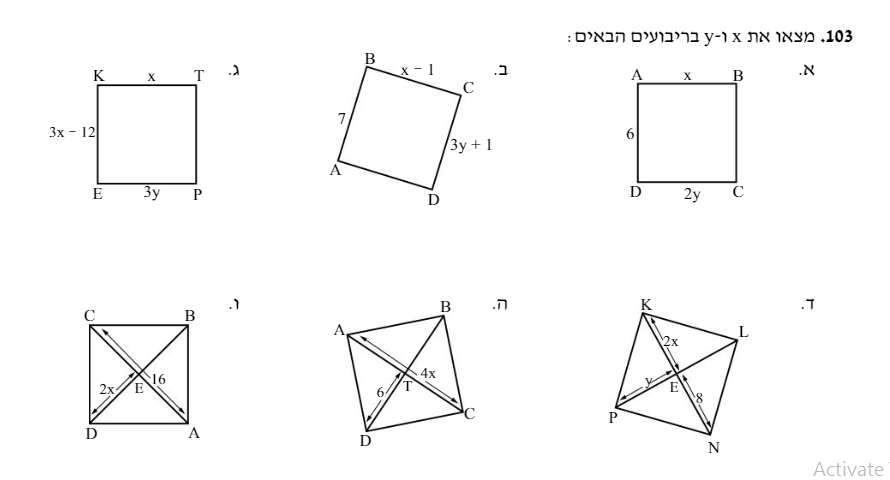 103. מצאו את x ו-y בריבועים הבאים :
א.
A x B
6
D 2y C
ב.
B x − 1 C
7
3y + 1
A
D
ג.
K x T
3x − 12
E 3y P
ד.
K
L
2x
y E 8
P
N
ה.
B
A
4x
6 T
C
D
ו.
C B
16
2x E
D A
Activate